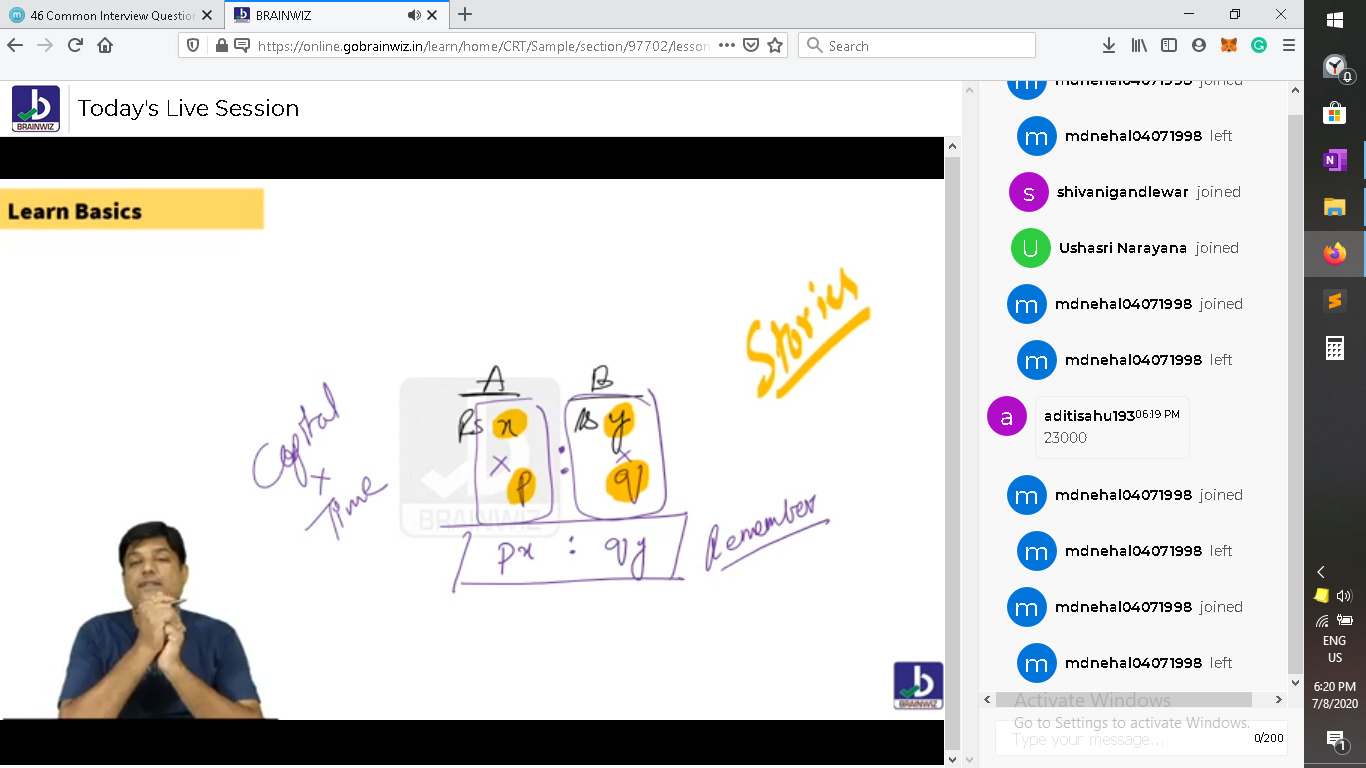 46 Common Interview Question
BRAINWIZ
https://online.gobrainwiz.in/learn/home/CRT/Sample/section/97702/lesson
Search
BRAINWIZ
Today's Live Session
Learn Basics
Stories
A B
Rs x : Rs y
× ×
p q
Capital
×
Time
BRAINWIZ
px : qy
Remember
BRAINWIZ
mdnehal04071998 joined
m mdnehal04071998 left
s shivanigandlewar joined
U Ushasri Narayana joined
m mdnehal04071998 joined
m mdnehal04071998 left
a aditisahu193 06:19 PM
23000
m mdnehal04071998 joined
m mdnehal04071998 left
m mdnehal04071998 joined
m mdnehal04071998 left
Activate Windows
Go to Settings to activate Windows.
Type your message...
0/200
ENG
US
6:20 PM
7/8/2020